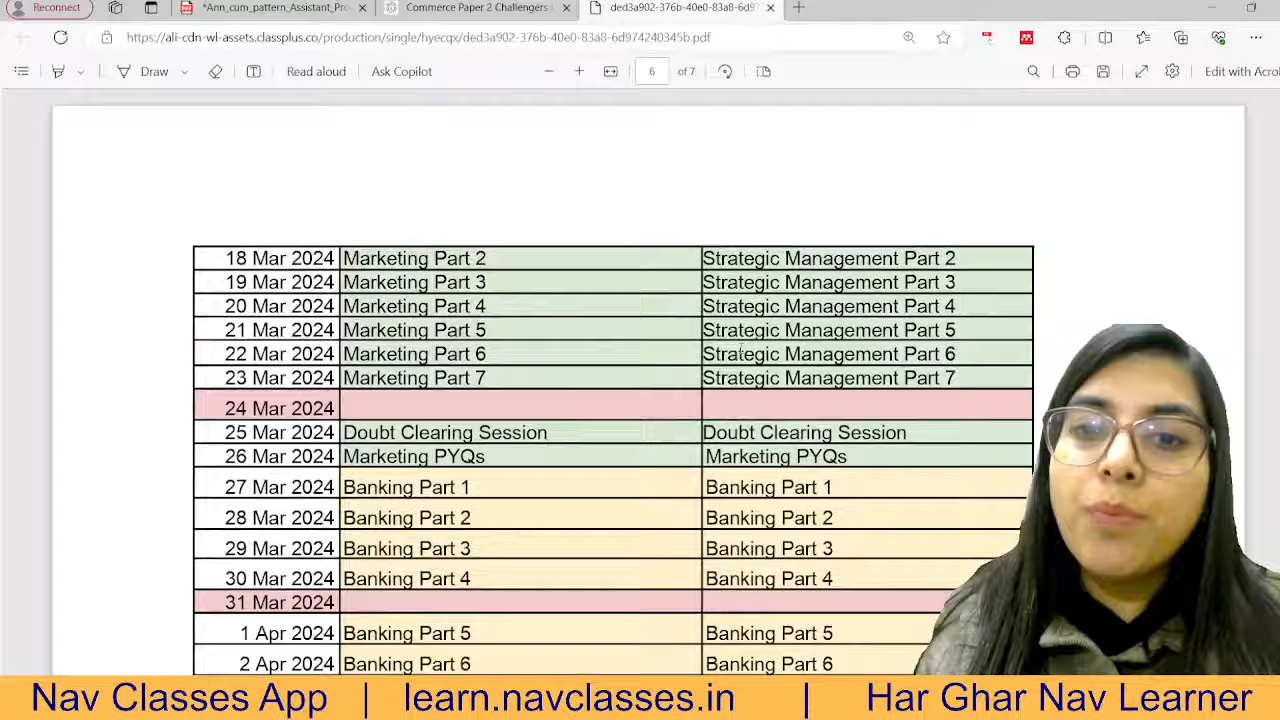 Reconnect
*Ann_cum_pattern_Assistant_Pro
Commerce Paper 2 Challengers
ded3a902-376b-40e0-83a8-6d97
https://ali-cdn-wl-assets.classplus.co/production/single/hyecqx/ded3a902-376b-40e0-83a8-6d974240345b.pdf
Draw
Read aloud
Ask Copilot
6 of 7
Edit with Acro
18 Mar 2024 Marketing Part 2 Strategic Management Part 2
19 Mar 2024 Marketing Part 3 Strategic Management Part 3
20 Mar 2024 Marketing Part 4 Strategic Management Part 4
21 Mar 2024 Marketing Part 5 Strategic Management Part 5
22 Mar 2024 Marketing Part 6 Strategic Management Part 6
23 Mar 2024 Marketing Part 7 Strategic Management Part 7
24 Mar 2024
25 Mar 2024 Doubt Clearing Session Doubt Clearing Session
26 Mar 2024 Marketing PYQs Marketing PYQs
27 Mar 2024 Banking Part 1 Banking Part 1
28 Mar 2024 Banking Part 2 Banking Part 2
29 Mar 2024 Banking Part 3 Banking Part 3
30 Mar 2024 Banking Part 4 Banking Part 4
31 Mar 2024
1 Apr 2024 Banking Part 5 Banking Part 5
2 Apr 2024 Banking Part 6 Banking Part 6
Nav Classes App | learn.navclasses.in | Har Ghar Nav Learner